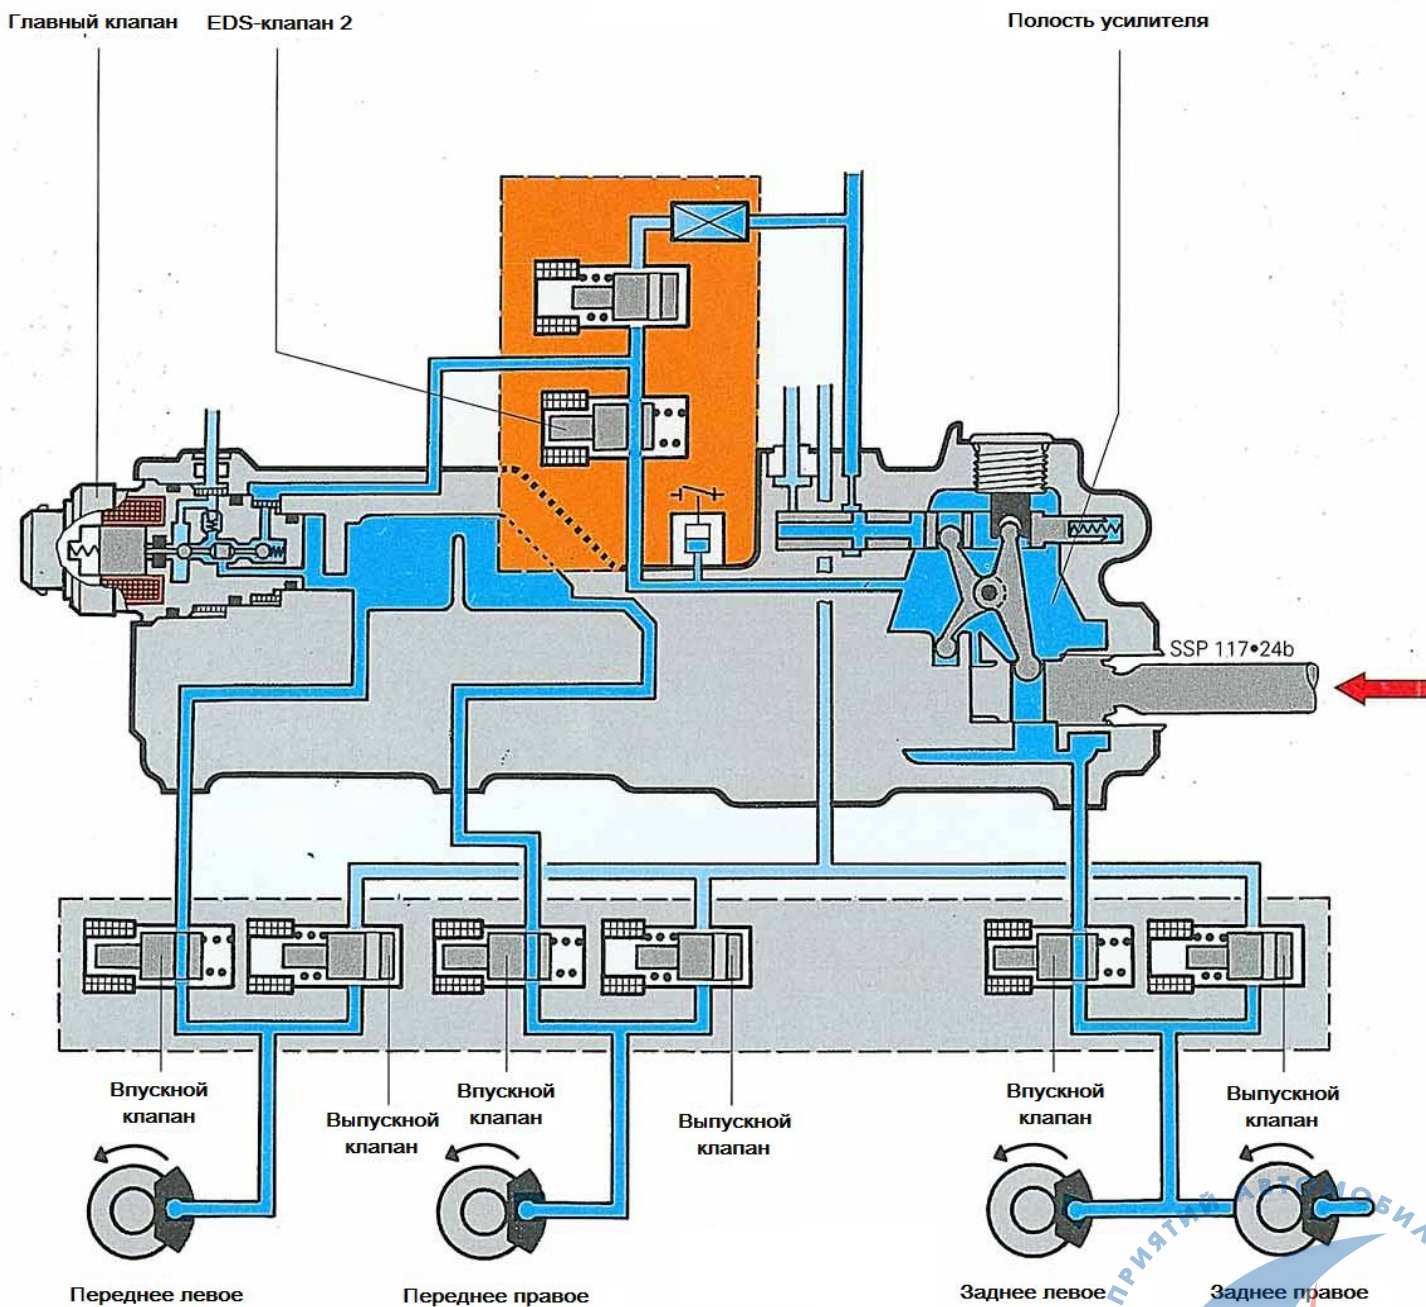 Главный клапан
EDS-клапан 2
Полость усилителя
SSP 117•24b
Впускной
клапан
Выпускной
клапан
Впускной
клапан
Выпускной
клапан
Впускной
клапан
Выпускной
клапан
Переднее левое
Переднее правое
Заднее левое
Заднее правое